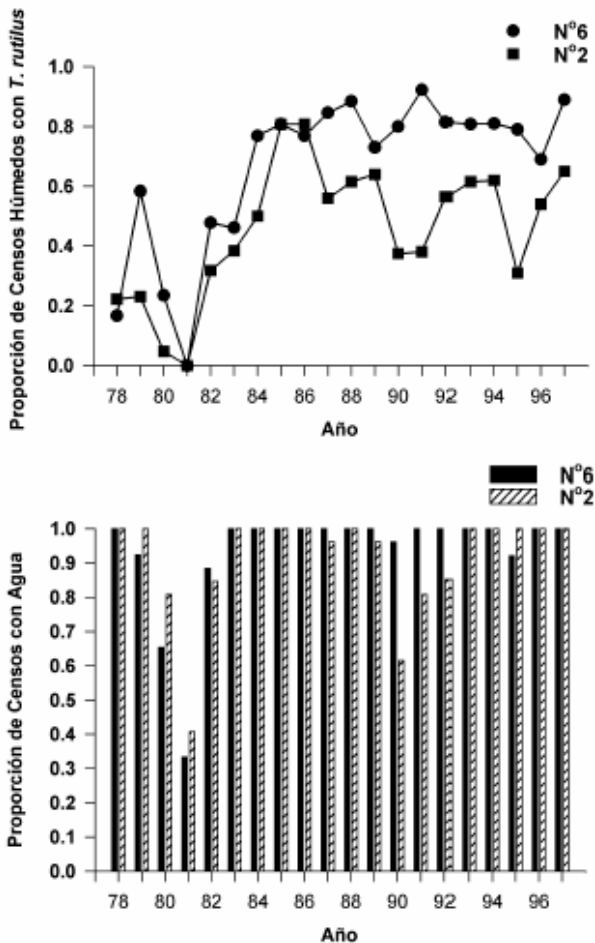 N°6
N°2
Proporción de Censos Húmedos con T. rutilus
1.0
0.8
0.6
0.4
0.2
0.0
78 80 82 84 86 88 90 92 94 96
Año
N°6
N°2
Proporción de Censos con Agua
1.0
0.9
0.8
0.7
0.6
0.5
0.4
0.3
0.2
0.1
0.0
78 80 82 84 86 88 90 92 94 96
Año